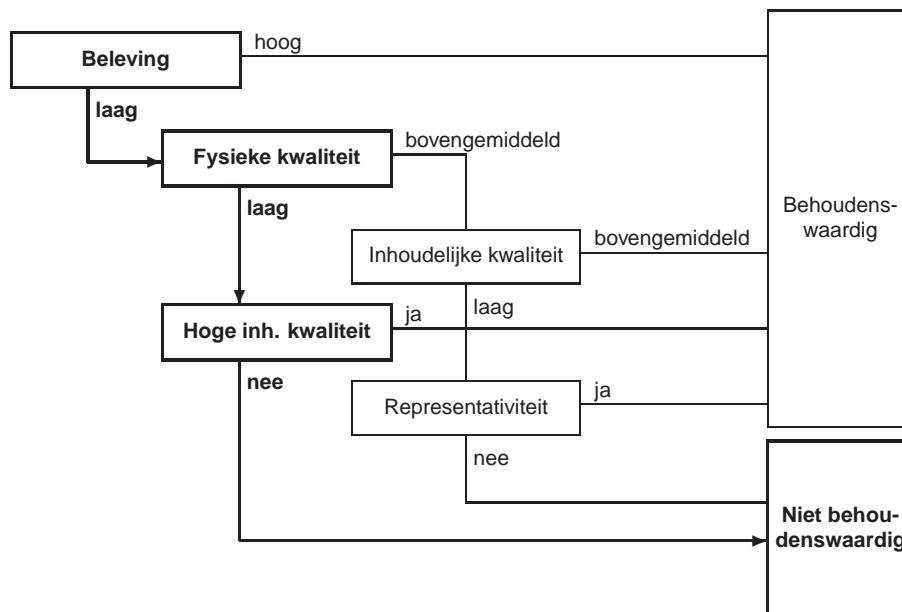 hoog
Beleving
laag
bovengemiddeld
Fysieke kwaliteit
laag
Behoudens-
waardig
bovengemiddeld
Inhoudelijke kwaliteit
laag
ja
Hoge inh. kwaliteit
nee
ja
Representativiteit
nee
Niet behou-
denswaardig